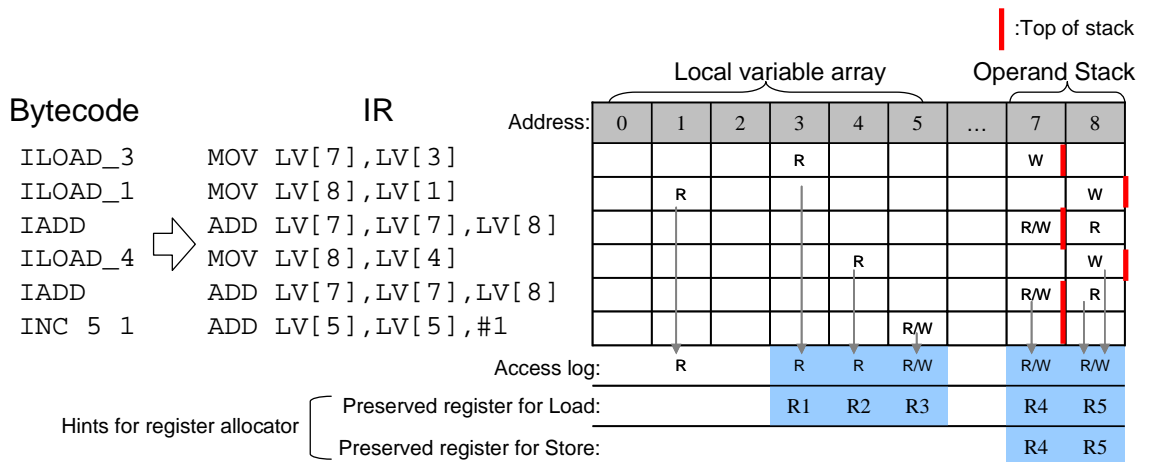 :Top of stack
Local variable array Operand Stack
Bytecode IR Address: 0 1 2 3 4 5 ... 7 8
ILOAD_3 MOV LV[7],LV[3] R W
ILOAD_1 MOV LV[8],LV[1] R W
IADD ADD LV[7],LV[7],LV[8] R/W R
ILOAD_4 MOV LV[8],LV[4] R W
IADD ADD LV[7],LV[7],LV[8] R/W R
INC 5 1 ADD LV[5],LV[5],#1 R/W
Access log: R R R R/W R/W R/W
Hints for register allocator
Preserved register for Load: R1 R2 R3 R4 R5
Preserved register for Store: R4 R5